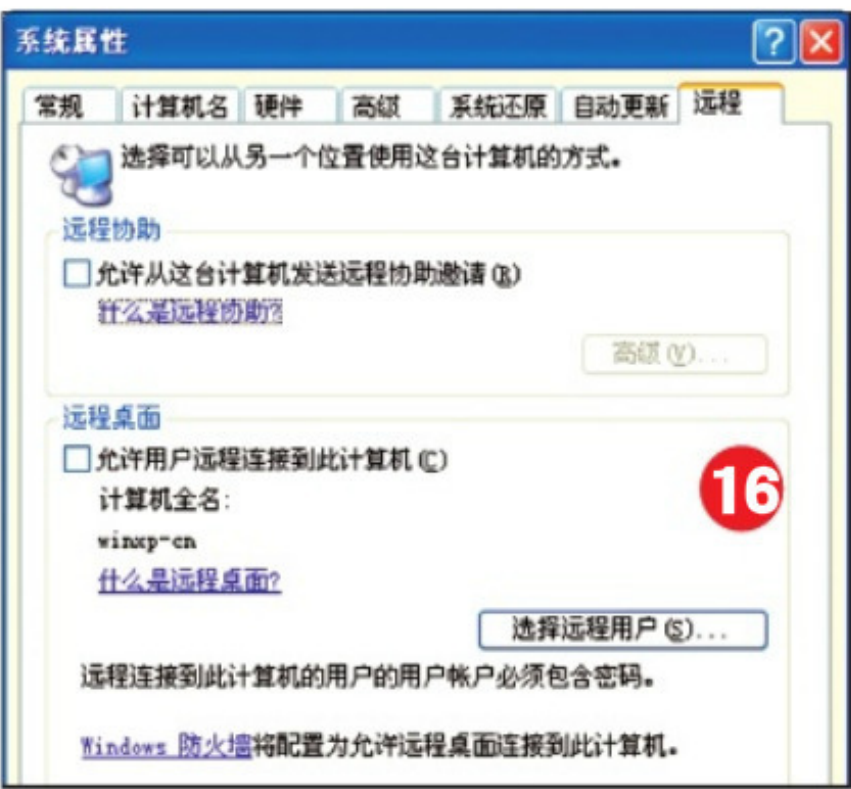 系统属性
常规 计算机名 硬件 高级 系统还原 自动更新 远程
选择可以从另一个位置使用这台计算机的方式。
远程协助
允许从这台计算机发送远程协助邀请(R)
什么是远程协助?
高级(V)...
远程桌面
允许用户远程连接到此计算机(C)
16
计算机全名:
winxp-cn
什么是远程桌面?
选择远程用户(S)...
远程连接到此计算机的用户的用户帐户必须包含密码。
Windows 防火墙将配置为允许远程桌面连接到此计算机。